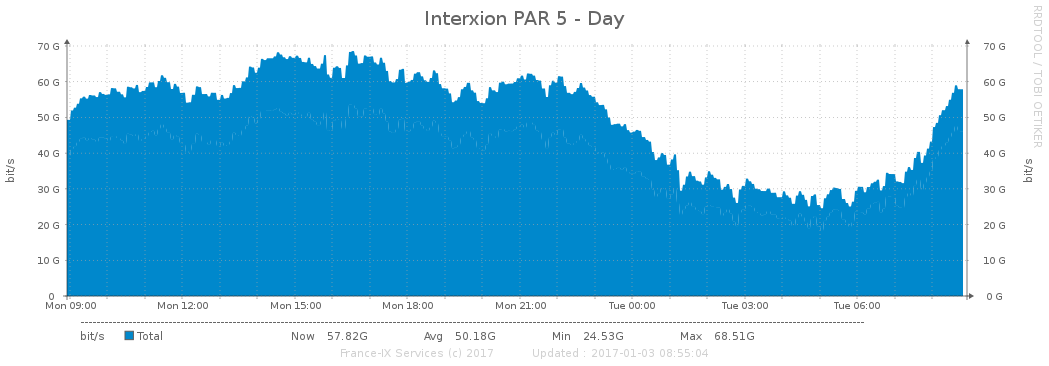 Interxion PAR 5 - Day
RRDTOOL / TOBI OETIKER
bit/s
bit/s
70 G 70 G
60 G 60 G
50 G 50 G
40 G 40 G
30 G 30 G
20 G 20 G
10 G 10 G
0 0 G
Mon 09:00 Mon 12:00 Mon 15:00 Mon 18:00 Mon 21:00 Tue 00:00 Tue 03:00 Tue 06:00
bit/s Total Now 57.82G Avg 50.18G Min 24.53G Max 68.51G
France-IX Services (c) 2017 Updated : 2017-01-03 08:55:04